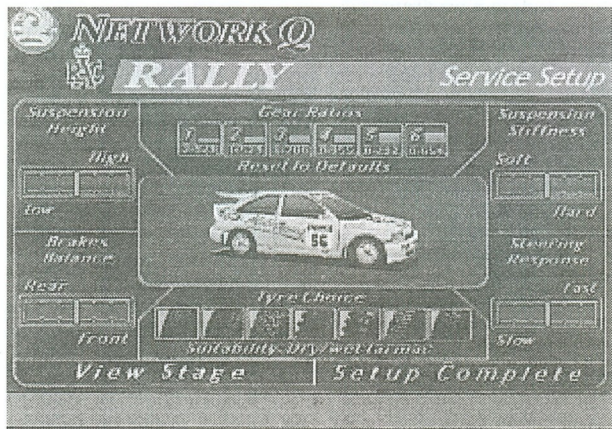 NETWORK Q
RAC
RALLY
Service Setup
Suspension
Height
High
Low
Gear Ratios
1 2 3 4 5 6
Reset to Defaults
Suspension
Stiffness
Soft
Hard
Brakes
Balance
Rear
Front
Tyre Choice
Suitability: Dry/wet tarmac
Steering
Response
Fast
Slow
View Stage
Setup Complete